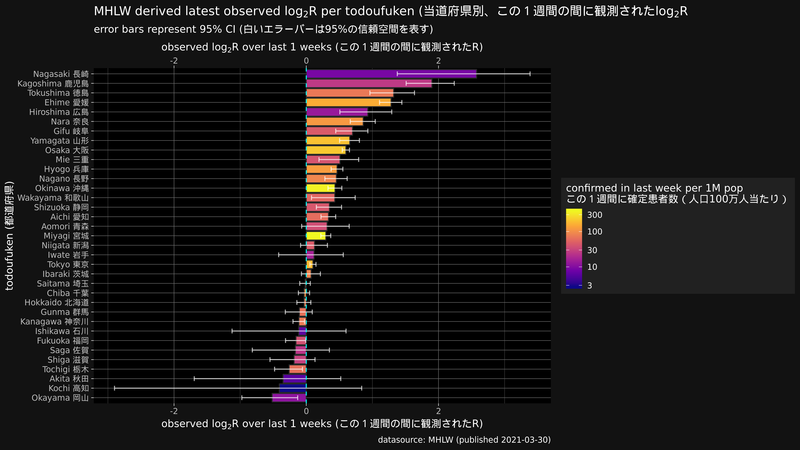 MHLW derived latest observed log₂R per todoufuken (当道府県別、この１週間の間に観測されたlog₂R
error bars represent 95% CI (白いエラーバーは95%の信頼空間を表す)
observed log₂R over last 1 weeks (この１週間の間に観測されたR)
-2 0 2
Nagasaki 長崎
Kagoshima 鹿児島
Tokushima 徳島
Ehime 愛媛
Hiroshima 広島
Nara 奈良
Gifu 岐阜
Yamagata 山形
Osaka 大阪
Mie 三重
Hyogo 兵庫
Nagano 長野
Okinawa 沖縄
Wakayama 和歌山
Shizuoka 静岡
Aichi 愛知
Aomori 青森
Miyagi 宮城
Niigata 新潟
Iwate 岩手
Tokyo 東京
Ibaraki 茨城
Saitama 埼玉
Chiba 千葉
Hokkaido 北海道
Gunma 群馬
Kanagawa 神奈川
Ishikawa 石川
Fukuoka 福岡
Saga 佐賀
Shiga 滋賀
Tochigi 栃木
Akita 秋田
Kochi 高知
Okayama 岡山
todoufuken (都道府県)
-2 0 2
observed log₂R over last 1 weeks (この１週間の間に観測されたR)
confirmed in last week per 1M pop
この１週間に確定患者数 ( 人口100万人当たり )
300
100
30
10
3
datasource: MHLW (published 2021-03-30)